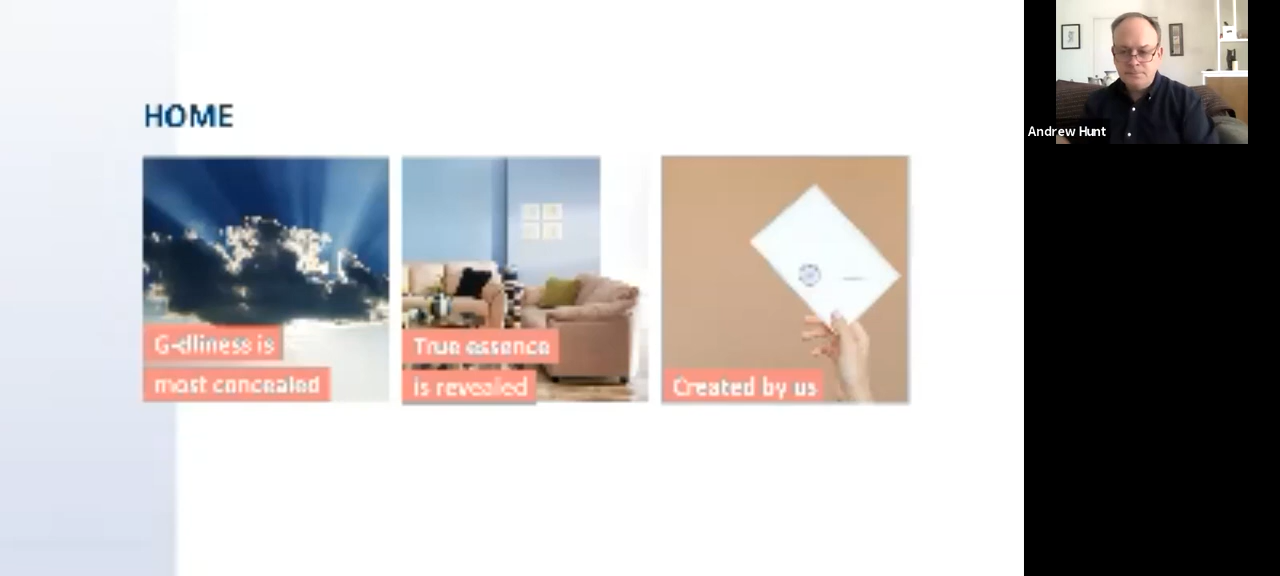 HOME
G-dliness is
most concealed
True essence
is revealed
Created by us
Andrew Hunt